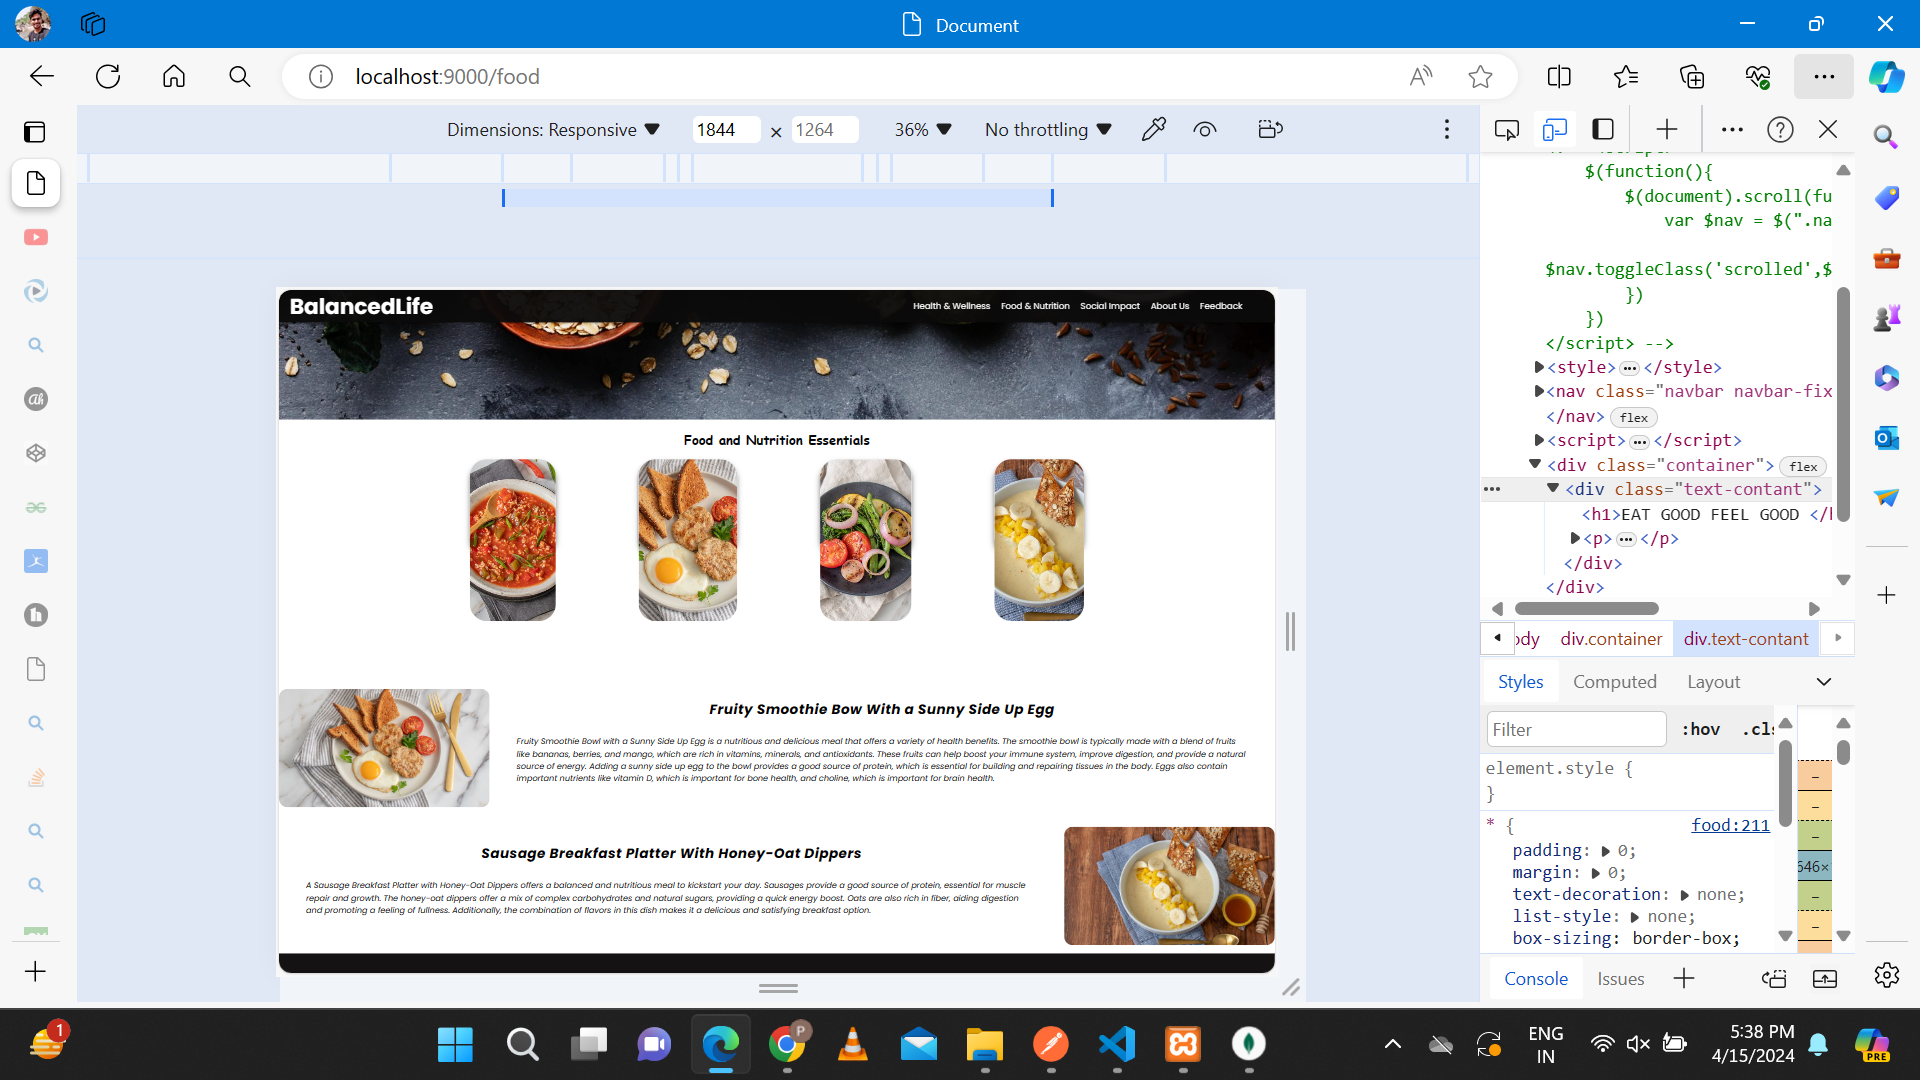 Document
localhost:9000/food
Dimensions: Responsive 1844 × 1264 36% No throttling
BalancedLife
Health & Wellness Food & Nutrition Social Impact About Us Feedback
Food and Nutrition Essentials
Fruity Smoothie Bow With a Sunny Side Up Egg
Fruity Smoothie Bowl with a Sunny Side Up Egg is a nutritious and delicious meal that offers a variety of health benefits. The smoothie bowl is typically made with a blend of fruits
like bananas, berries, and mango, which are rich in vitamins, minerals, and antioxidants. These fruits can help boost your immune system, improve digestion, and provide a natural
source of energy. Adding a sunny side up egg to the bowl provides a good source of protein, which is essential for building and repairing tissues in the body. Eggs also contain
important nutrients like vitamin D, which is important for bone health, and choline, which is important for brain health.
Sausage Breakfast Platter With Honey-Oat Dippers
A Sausage Breakfast Platter with Honey-Oat Dippers offers a balanced and nutritious meal to kickstart your day. Sausages provide a good source of protein, essential for muscle
repair and growth. The honey-oat dippers offer a mix of complex carbohydrates and natural sugars, providing a quick energy boost. Oats are also rich in fiber, aiding digestion
and promoting a feeling of fullness. Additionally, the combination of flavors in this dish makes it a delicious and satisfying breakfast option.
$(function(){
$(document).scroll(fu
var $nav = $(".na
$nav.toggleClass('scrolled',$
})
})
</script> -->
<style>•••</style>
<nav class="navbar navbar-fix
</nav> flex
<script>•••</script>
<div class="container"> flex
••• <div class="text-contant">
<h1>EAT GOOD FEEL GOOD </h
<p>•••</p>
</div>
</div>
ody div.container div.text-contant
Styles Computed Layout
Filter :hov .cls
element.style {
}
* { food:211
padding: 0;
margin: 0;
text-decoration: none;
list-style: none;
box-sizing: border-box;
646×
Console Issues
1
P
ENG
IN
5:38 PM
4/15/2024
PRE